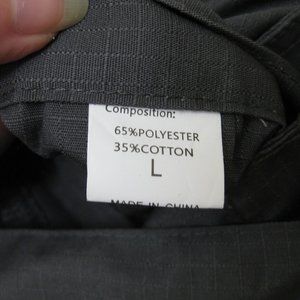 Composition:
65%POLYESTER
35%COTTON
L
MADE IN CHINA